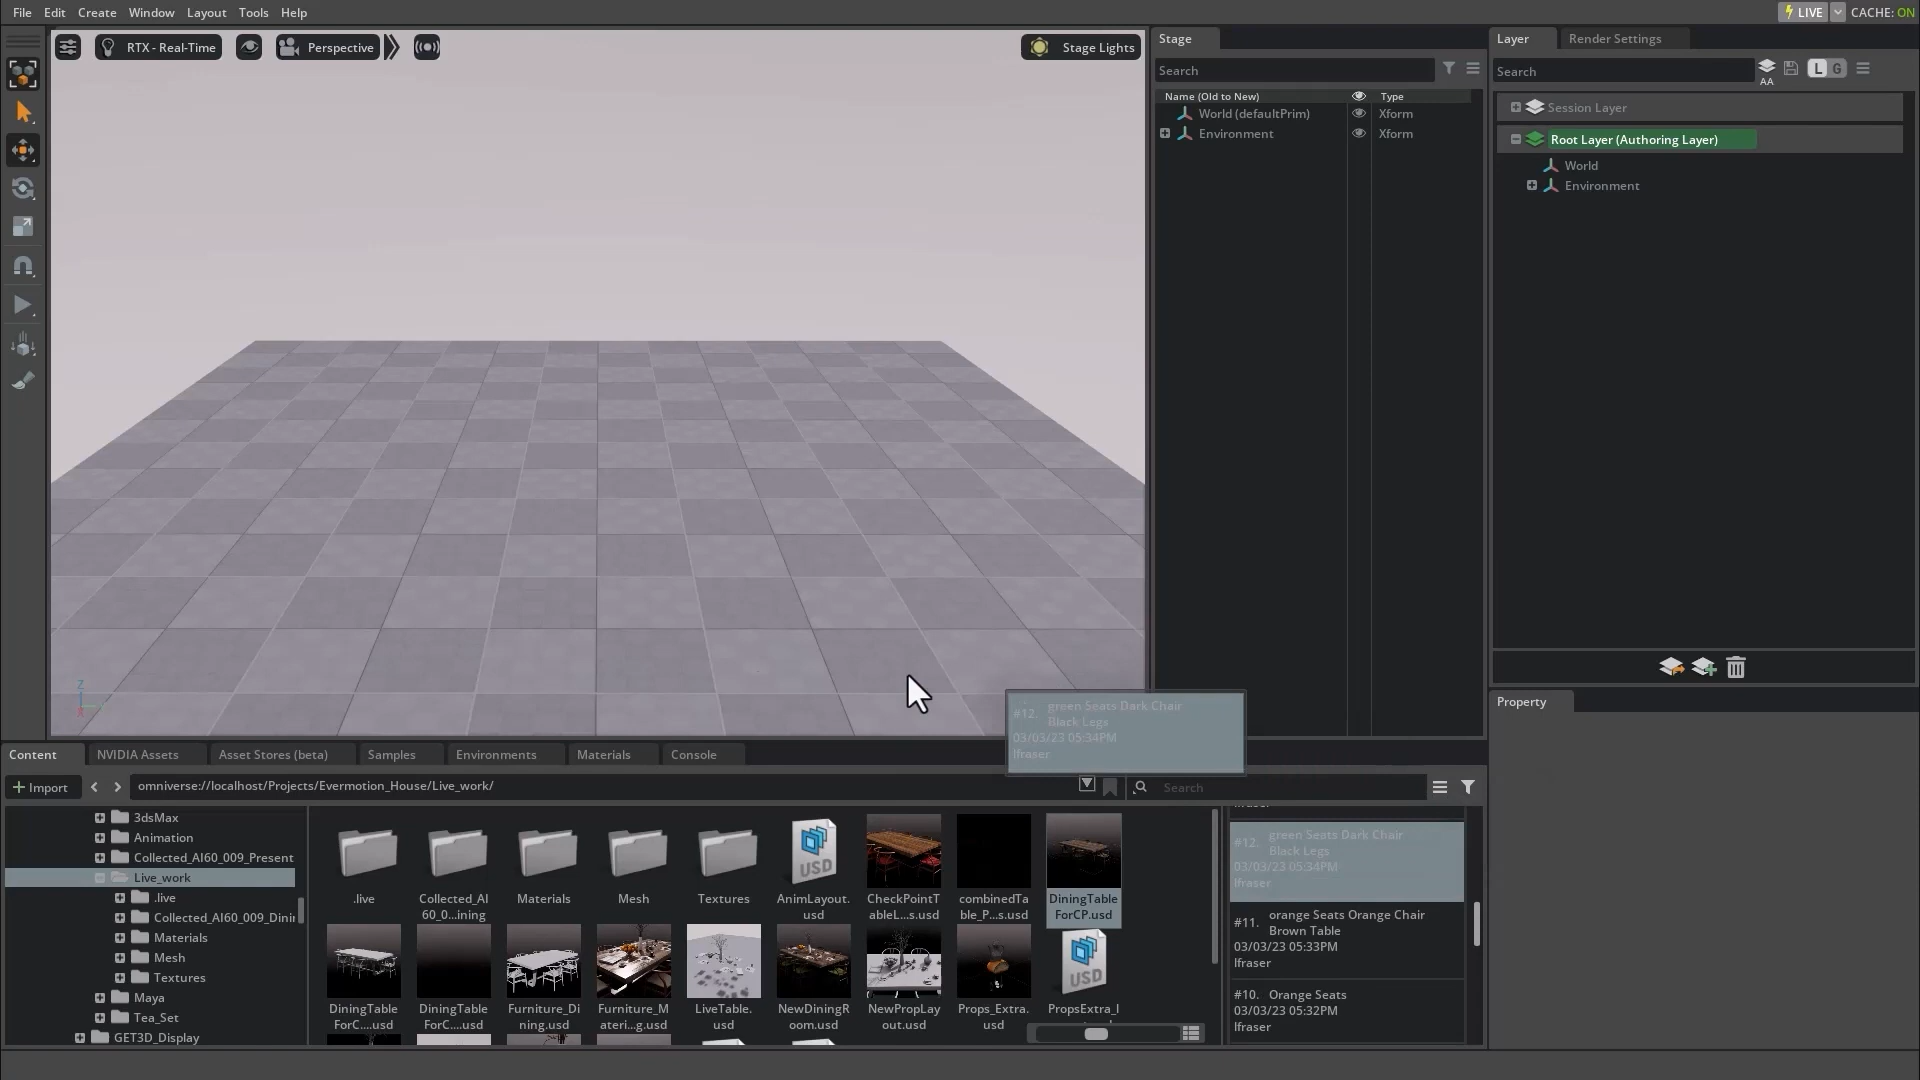 File Edit Create Window Layout Tools Help
LIVE CACHE: ON
RTX - Real-Time
Perspective
Stage Lights
Stage
Search
Name (Old to New) Type
World (defaultPrim) Xform
Environment Xform
Layer Render Settings
Search
AA
L G
Session Layer
Root Layer (Authoring Layer)
World
Environment
Property
Z
#12. green Seats Dark Chair
Black Legs
03/03/23 05:34PM
lfraser
Content NVIDIA Assets Asset Stores (beta) Samples Environments Materials Console
Import
omniverse://localhost/Projects/Evermotion_House/Live_work/
Search
3dsMax
Animation
Collected_AI60_009_Present
Live_work
.live
Collected_AI60_009_Dinin
Materials
Mesh
Textures
Maya
Tea_Set
GET3D_Display
.live
Collected_AI
60_0...ining
Materials
Mesh
Textures
USD
AnimLayout.
usd
CheckPointT
ableL...s.usd
combinedTa
ble_P...s.usd
DiningTable
ForCP.usd
DiningTable
ForC....usd
DiningTable
ForC....usd
Furniture_Di
ning.usd
Furniture_M
ateri...g.usd
LiveTable.
usd
NewDiningR
oom.usd
NewPropLay
out.usd
Props_Extra.
usd
USD
PropsExtra_l
#12. green Seats Dark Chair
Black Legs
03/03/23 05:34PM
lfraser
#11. orange Seats Orange Chair
Brown Table
03/03/23 05:33PM
lfraser
#10. Orange Seats
03/03/23 05:32PM
lfraser